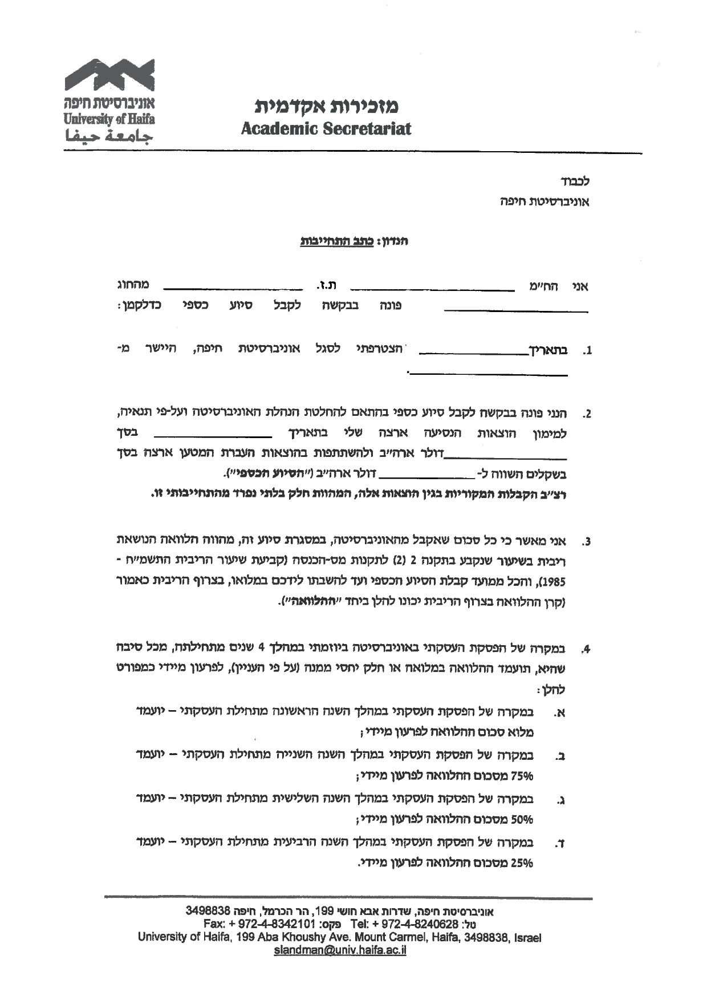 אוניברסיטת חיפה
University of Haifa
جامعة حيفا
מזכירות אקדמית
Academic Secretariat
לכבוד
אוניברסיטת חיפה
הנדון: כתב התחייבות
אני הח״מ ____________ ת.ז. ____________ מהחוג
____________ פונה בבקשה לקבל סיוע כספי כדלקמן:
1. בתאריך____________ הצטרפתי לסגל אוניברסיטת חיפה, היישר מ-
____________.
2. הנני פונה בבקשה לקבל סיוע כספי בהתאם להחלטת הנהלת האוניברסיטה ועל-פי תנאיה,
למימון הוצאות הנסיעה ארצה שלי בתאריך ____________ בסך
____________דולר ארה״ב ולהשתתפות בהוצאות העברת המטען ארצה בסך
בשקלים השווה ל- ____________ דולר ארה״ב (״הסיוע הכספי״).
רצ״ב הקבלות המקוריות בגין הוצאות אלה, המהוות חלק בלתי נפרד מהתחייבותי זו.
3. אני מאשר כי כל סכום שאקבל מהאוניברסיטה, במסגרת סיוע זה, מהווה הלוואה הנושאת
ריבית בשיעור שנקבע בתקנה 2 (2) לתקנות מס-הכנסה (קביעת שיעור הריבית התשמ״ח -
1985), והכל ממועד קבלת הסיוע הכספי ועד להשבתו לידכם במלואו, בצרוף הריבית כאמור
(קרן ההלוואה בצרוף הריבית יכונו להלן ביחד ״ההלוואה״).
4. במקרה של הפסקת העסקתי באוניברסיטה ביוזמתי במהלך 4 שנים מתחילתה, מכל סיבה
שהיא, תועמד ההלוואה במלואה או חלק יחסי ממנה (על פי העניין), לפרעון מיידי כמפורט
להלן:
א. במקרה של הפסקת העסקתי במהלך השנה הראשונה מתחילת העסקתי – יועמד
מלוא סכום ההלוואה לפרעון מיידי;
ב. במקרה של הפסקת העסקתי במהלך השנה השנייה מתחילת העסקתי – יועמד
75% מסכום ההלוואה לפרעון מיידי;
ג. במקרה של הפסקת העסקתי במהלך השנה השלישית מתחילת העסקתי – יועמד
50% מסכום ההלוואה לפרעון מיידי;
ד. במקרה של הפסקת העסקתי במהלך השנה הרביעית מתחילת העסקתי – יועמד
25% מסכום ההלוואה לפרעון מיידי.
אוניברסיטת חיפה, שדרות אבא חושי 199, הר הכרמל, חיפה 3498838
טל: Tel: + 972-4-8240628 פקס: Fax: + 972-4-8342101
University of Haifa, 199 Aba Khoushy Ave. Mount Carmel, Haifa, 3498838, Israel
slandman@univ.haifa.ac.il